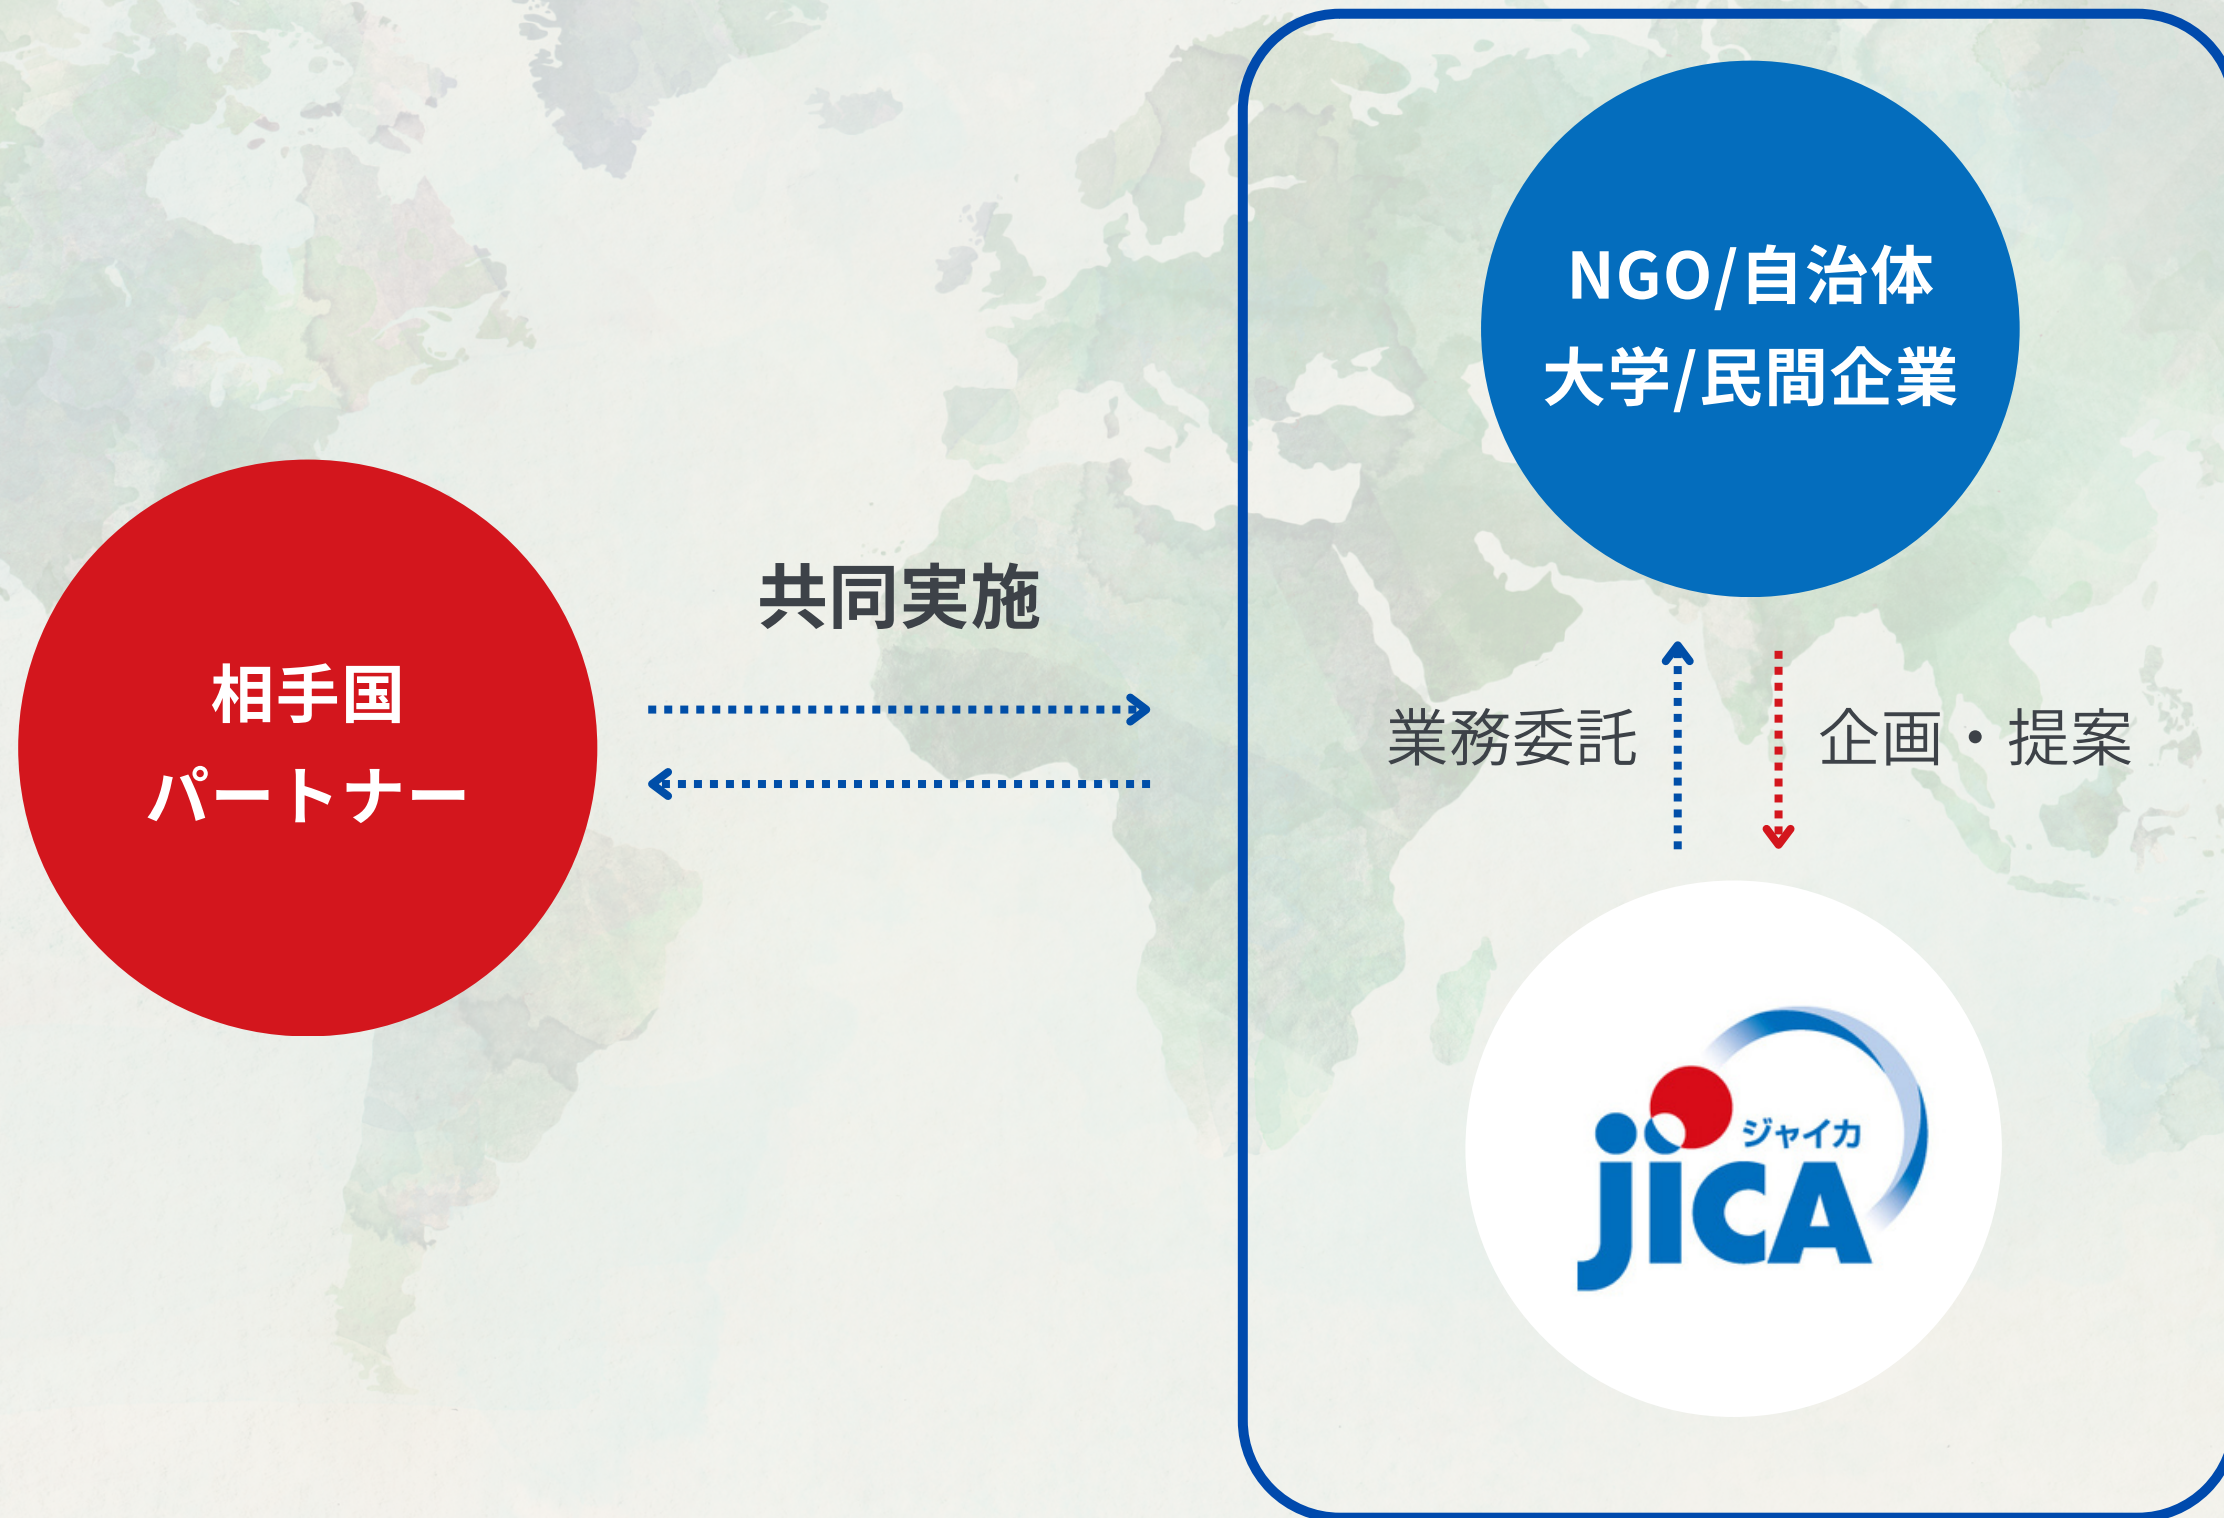 NGO/自治体
大学/民間企業
共同実施
相手国
パートナー
業務委託
企画・提案
ジャイカ
jICA